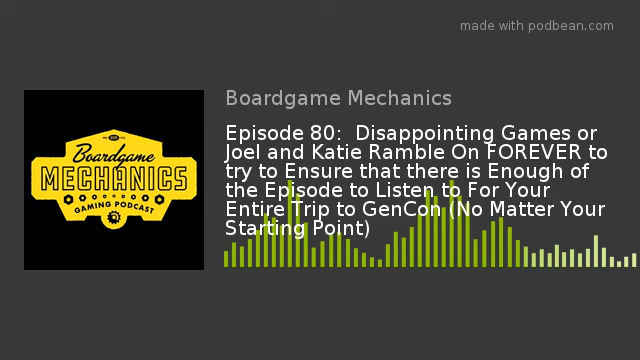 made with podbean.com
Boardgame Mechanics
Episode 80:  Disappointing Games or
Joel and Katie Ramble On FOREVER to
try to Ensure that there is Enough of
the Episode to Listen to For Your
Entire Trip to GenCon (No Matter Your
Starting Point)
Boardgame
MECHANICS
GAMING PODCAST